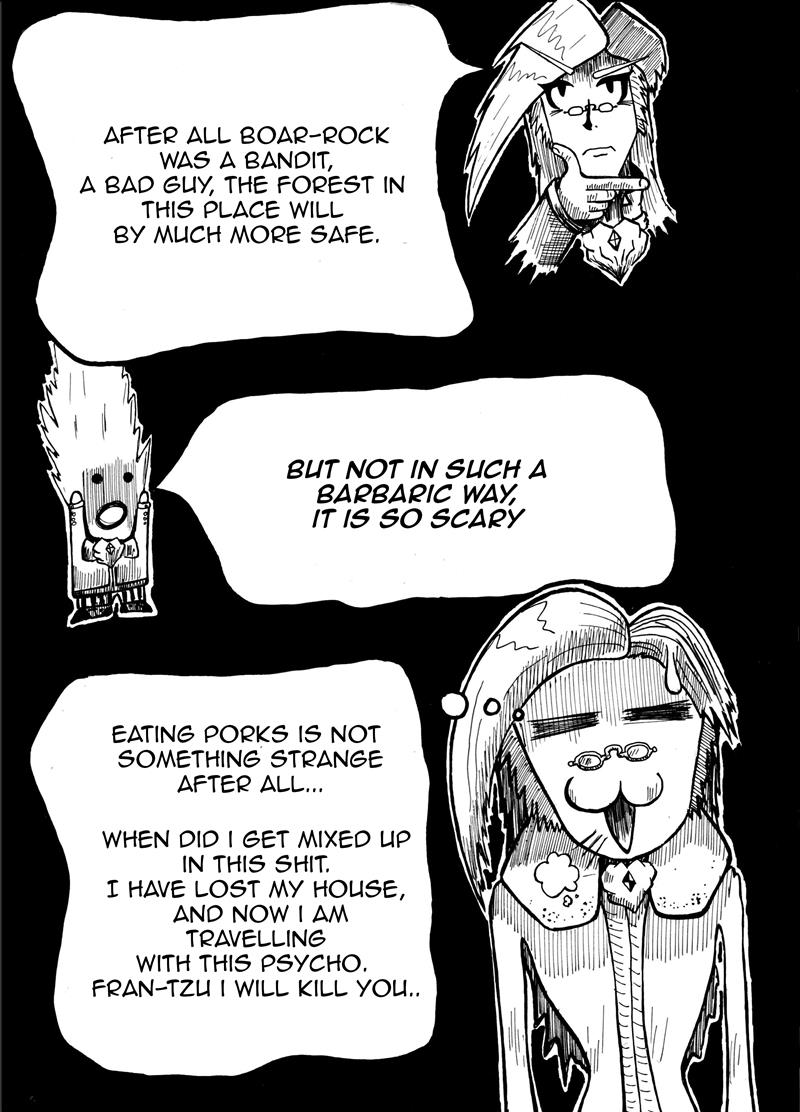 AFTER ALL BOAR-ROCK
WAS A BANDIT,
A BAD GUY, THE FOREST IN
THIS PLACE WILL
BY MUCH MORE SAFE.
BUT NOT IN SUCH A
BARBARIC WAY,
IT IS SO SCARY
EATING PORKS IS NOT
SOMETHING STRANGE
AFTER ALL...
WHEN DID I GET MIXED UP
IN THIS SHIT.
I HAVE LOST MY HOUSE,
AND NOW I AM
TRAVELLING
WITH THIS PSYCHO.
FRAN-TZU I WILL KILL YOU..